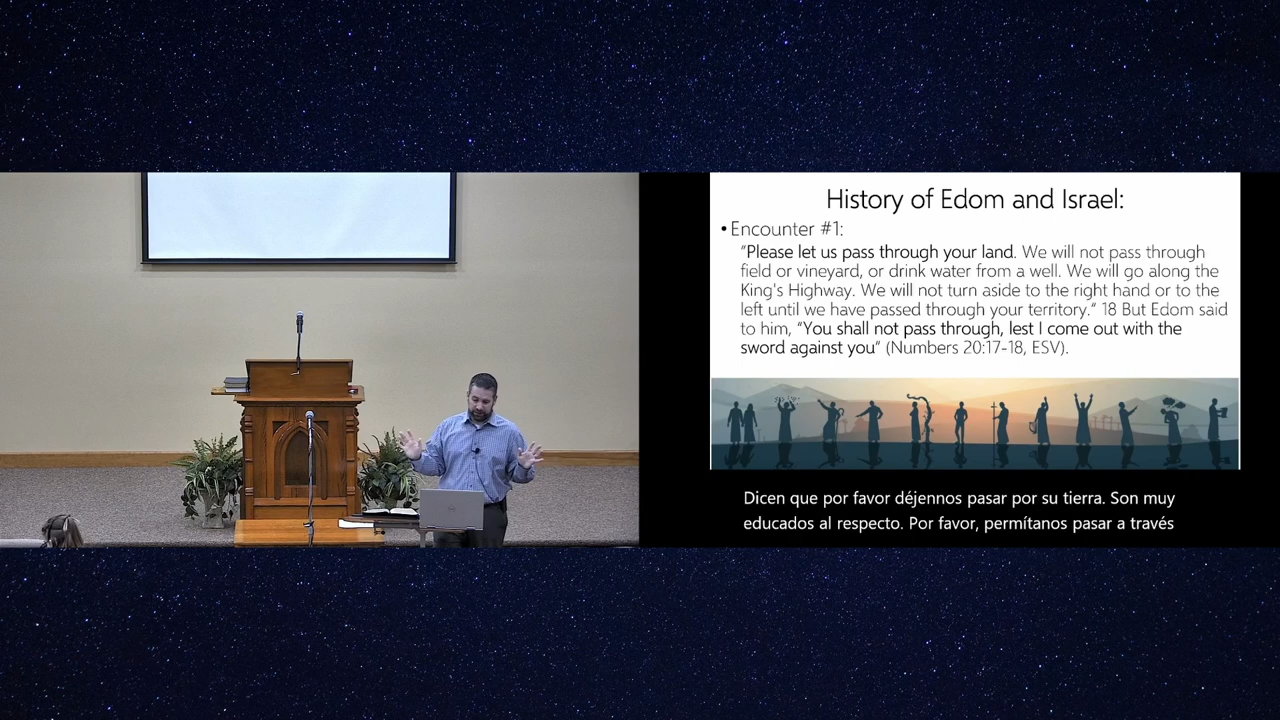 History of Edom and Israel:
• Encounter #1:
"Please let us pass through your land. We will not pass through
field or vineyard, or drink water from a well. We will go along the
King's Highway. We will not turn aside to the right hand or to the
left until we have passed through your territory." 18 But Edom said
to him, "You shall not pass through, lest I come out with the
sword against you" (Numbers 20:17-18, ESV).
Dicen que por favor déjennos pasar por su tierra. Son muy
educados al respecto. Por favor, permítanos pasar a través